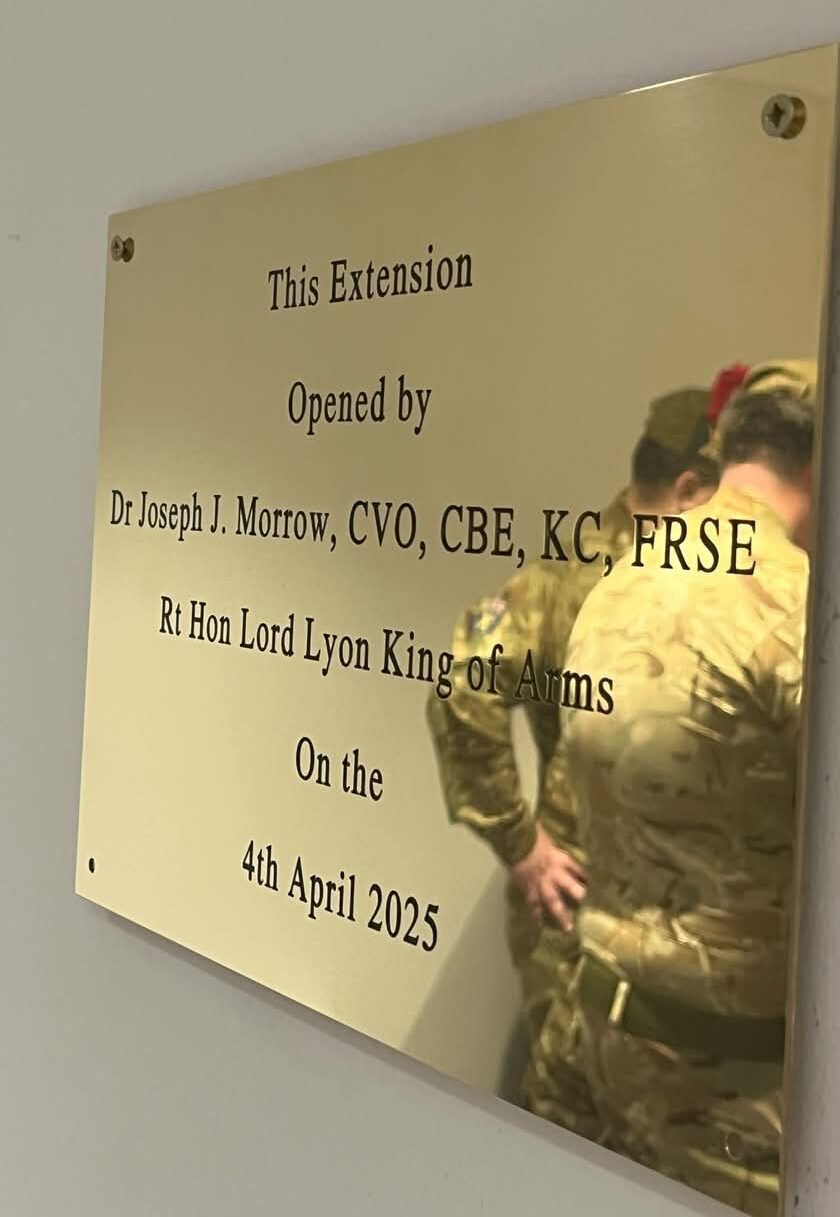 This Extension
Opened by
Dr Joseph J. Morrow, CVO, CBE, KC, FRSE
Rt Hon Lord Lyon King of Arms
On the
4th April 2025